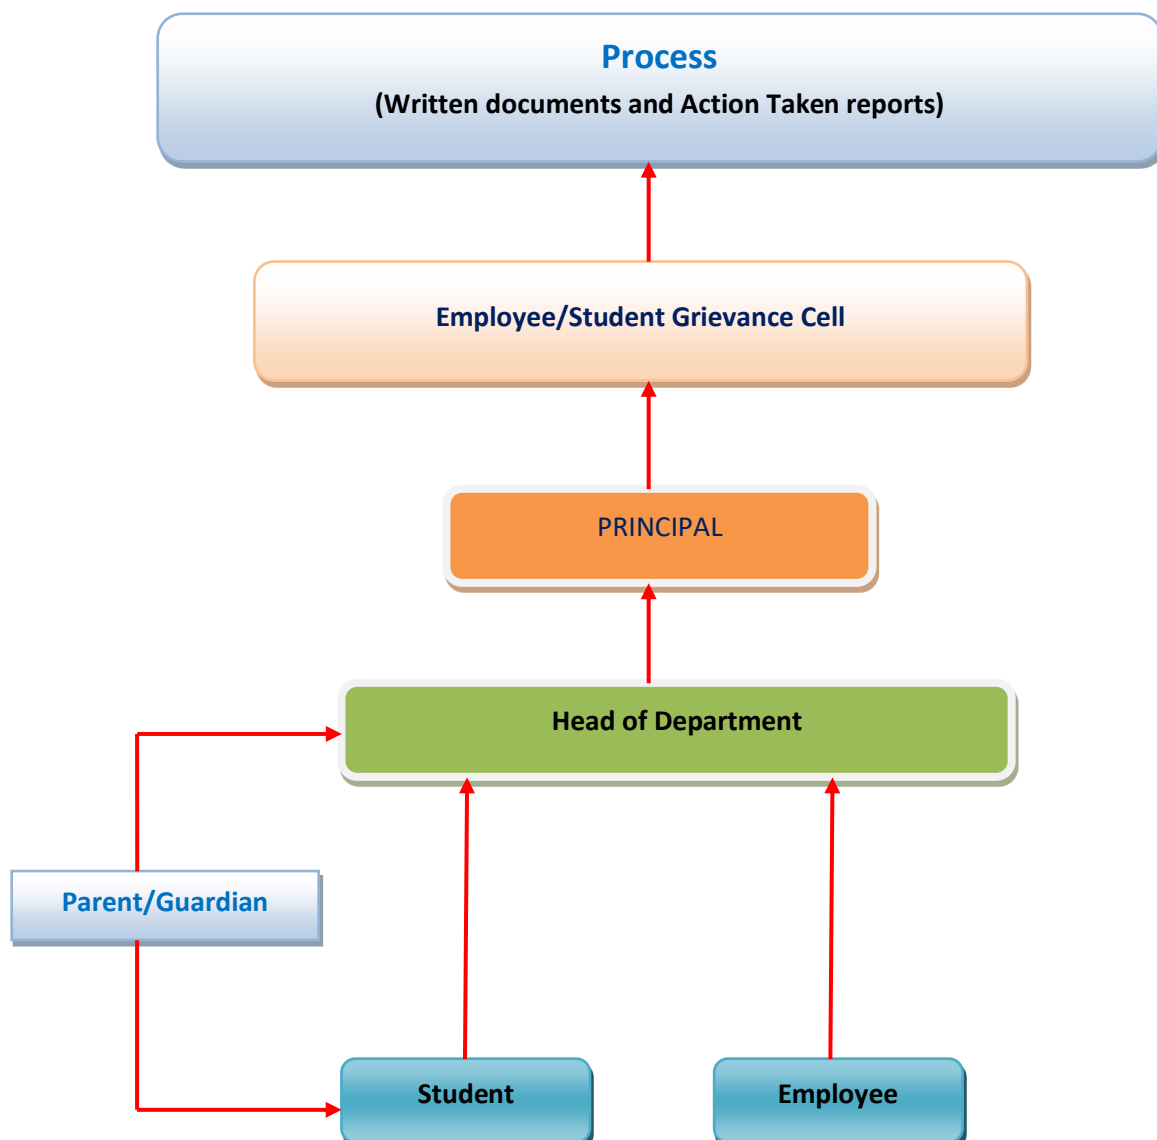 Process
(Written documents and Action Taken reports)
Employee/Student Grievance Cell
PRINCIPAL
Head of Department
Parent/Guardian
Student
Employee